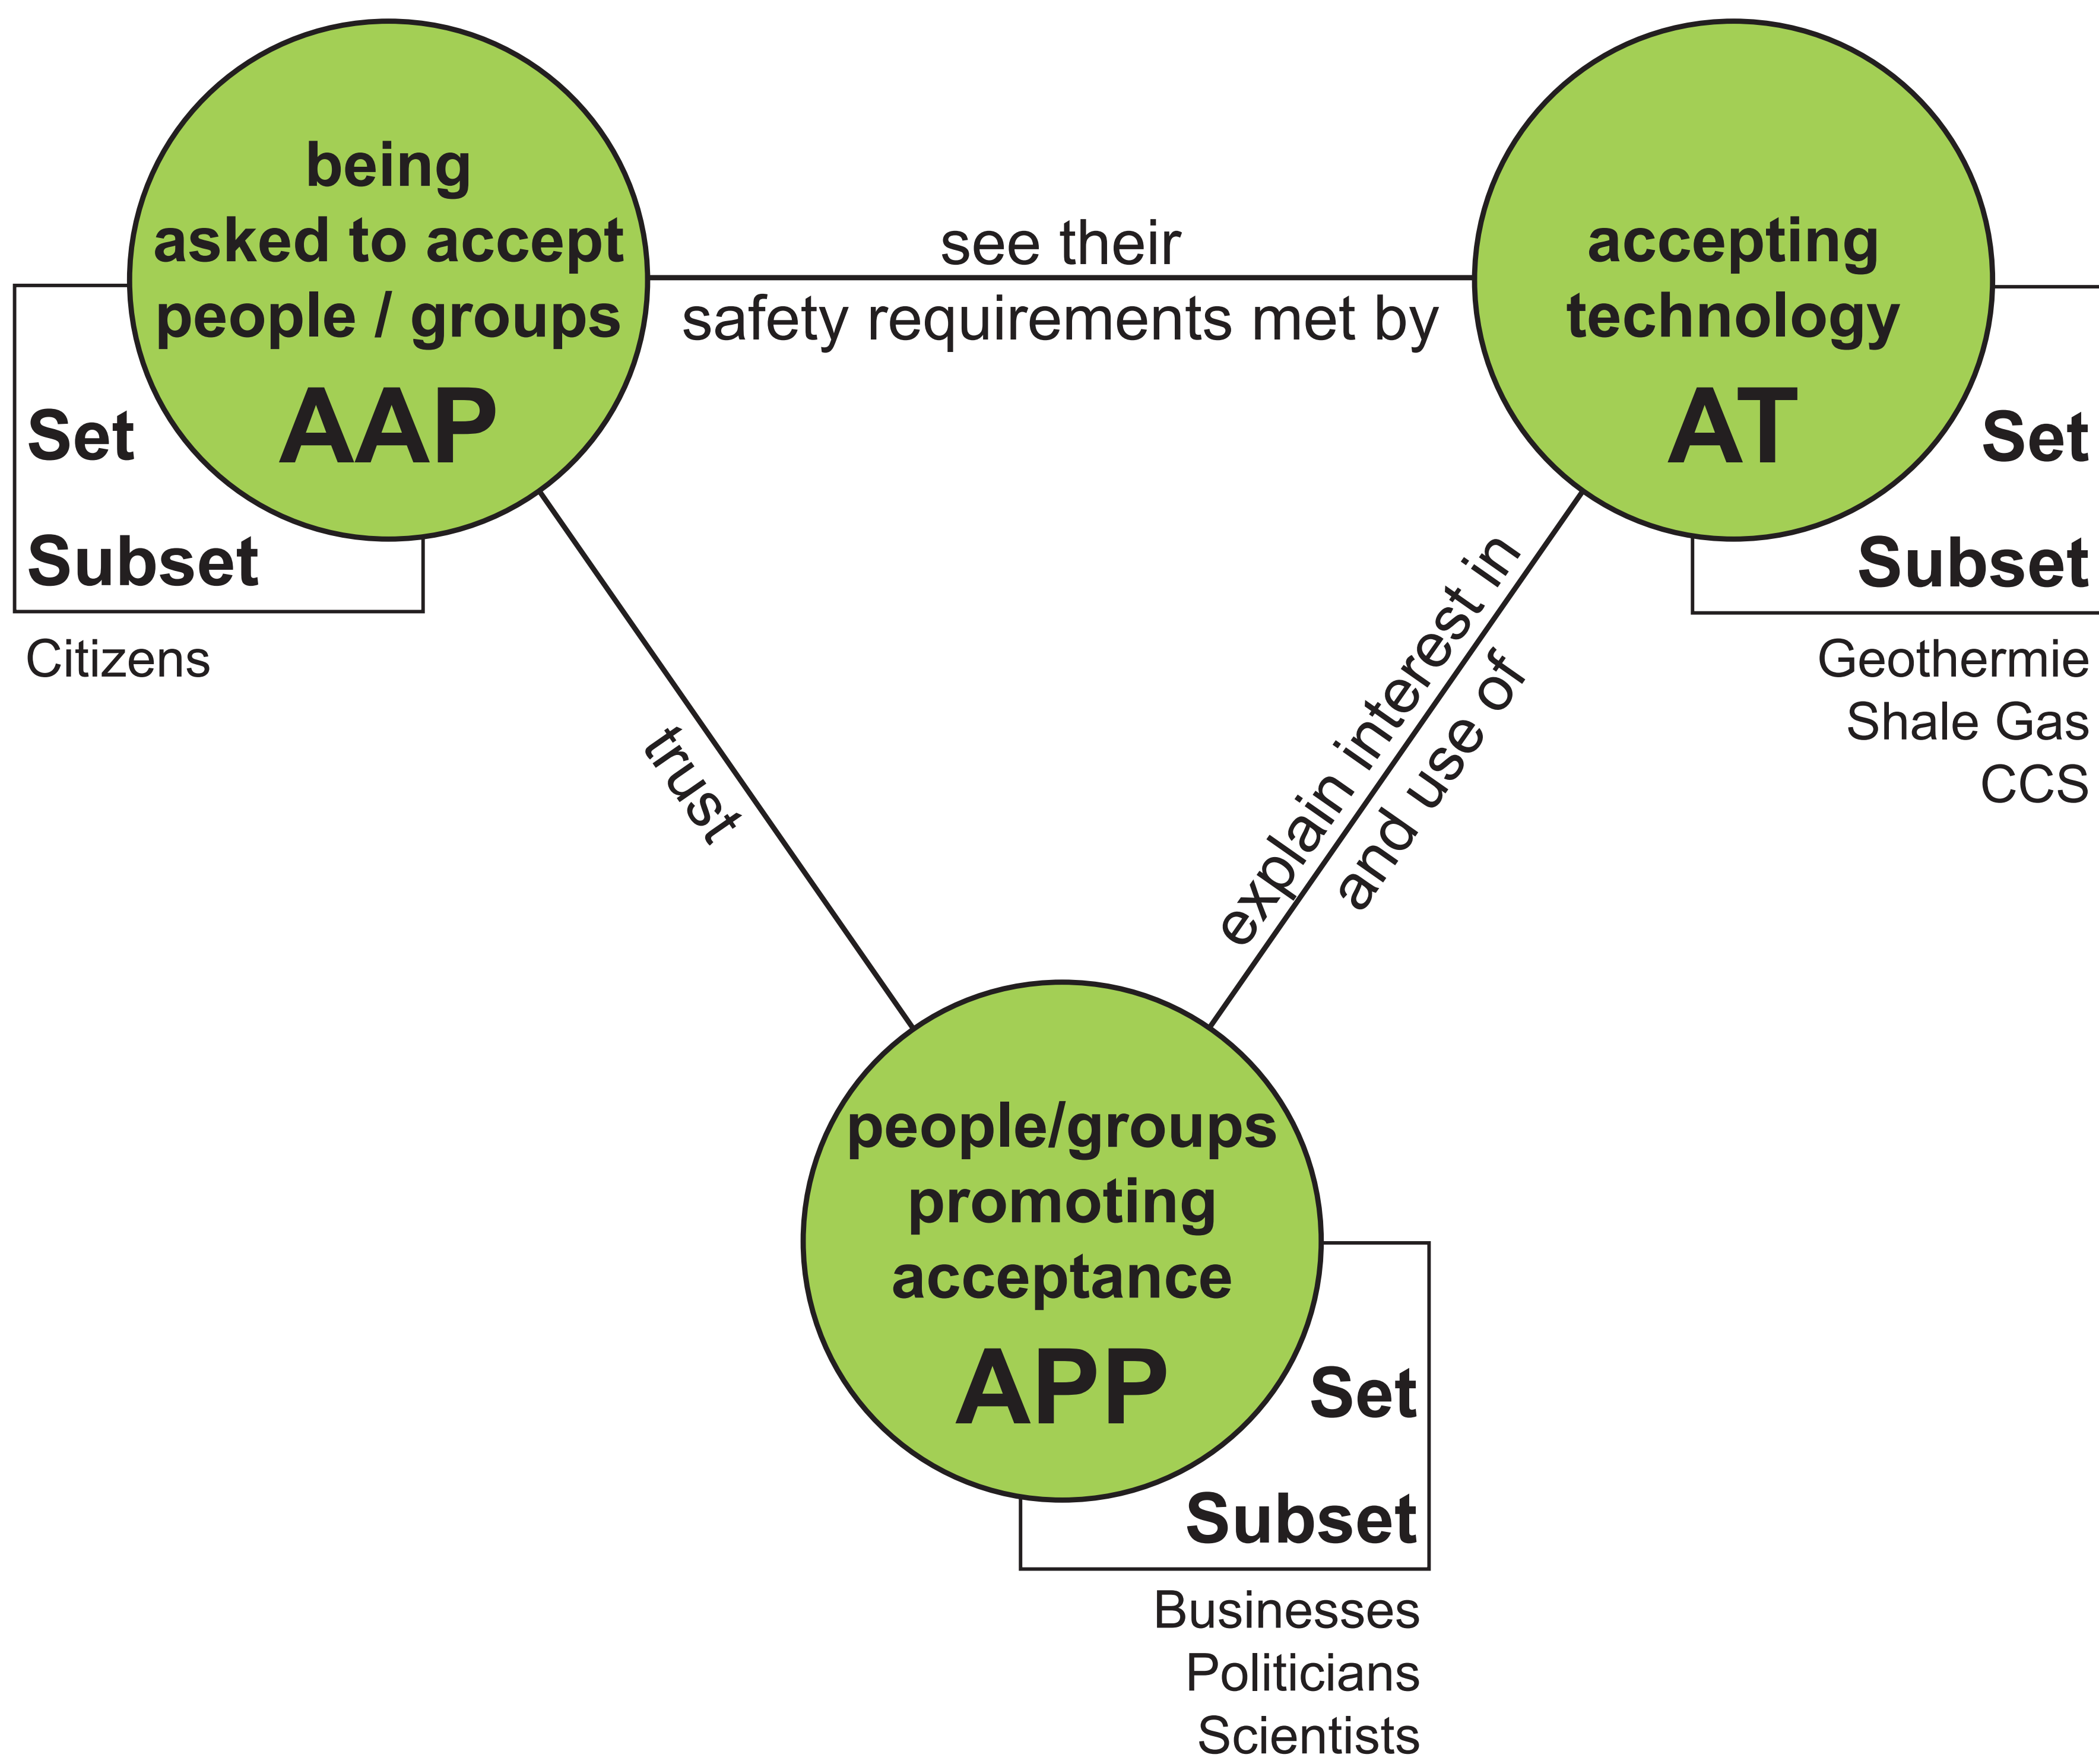 being
asked to accept
people / groups
AAP
Set
Subset
Citizens
see their
safety requirements met by
accepting
technology
AT
Set
Subset
Geothermie
Shale Gas
CCS
trust
explain interest in
and use of
people/groups
promoting
acceptance
APP
Set
Subset
Businesses
Politicians
Scientists